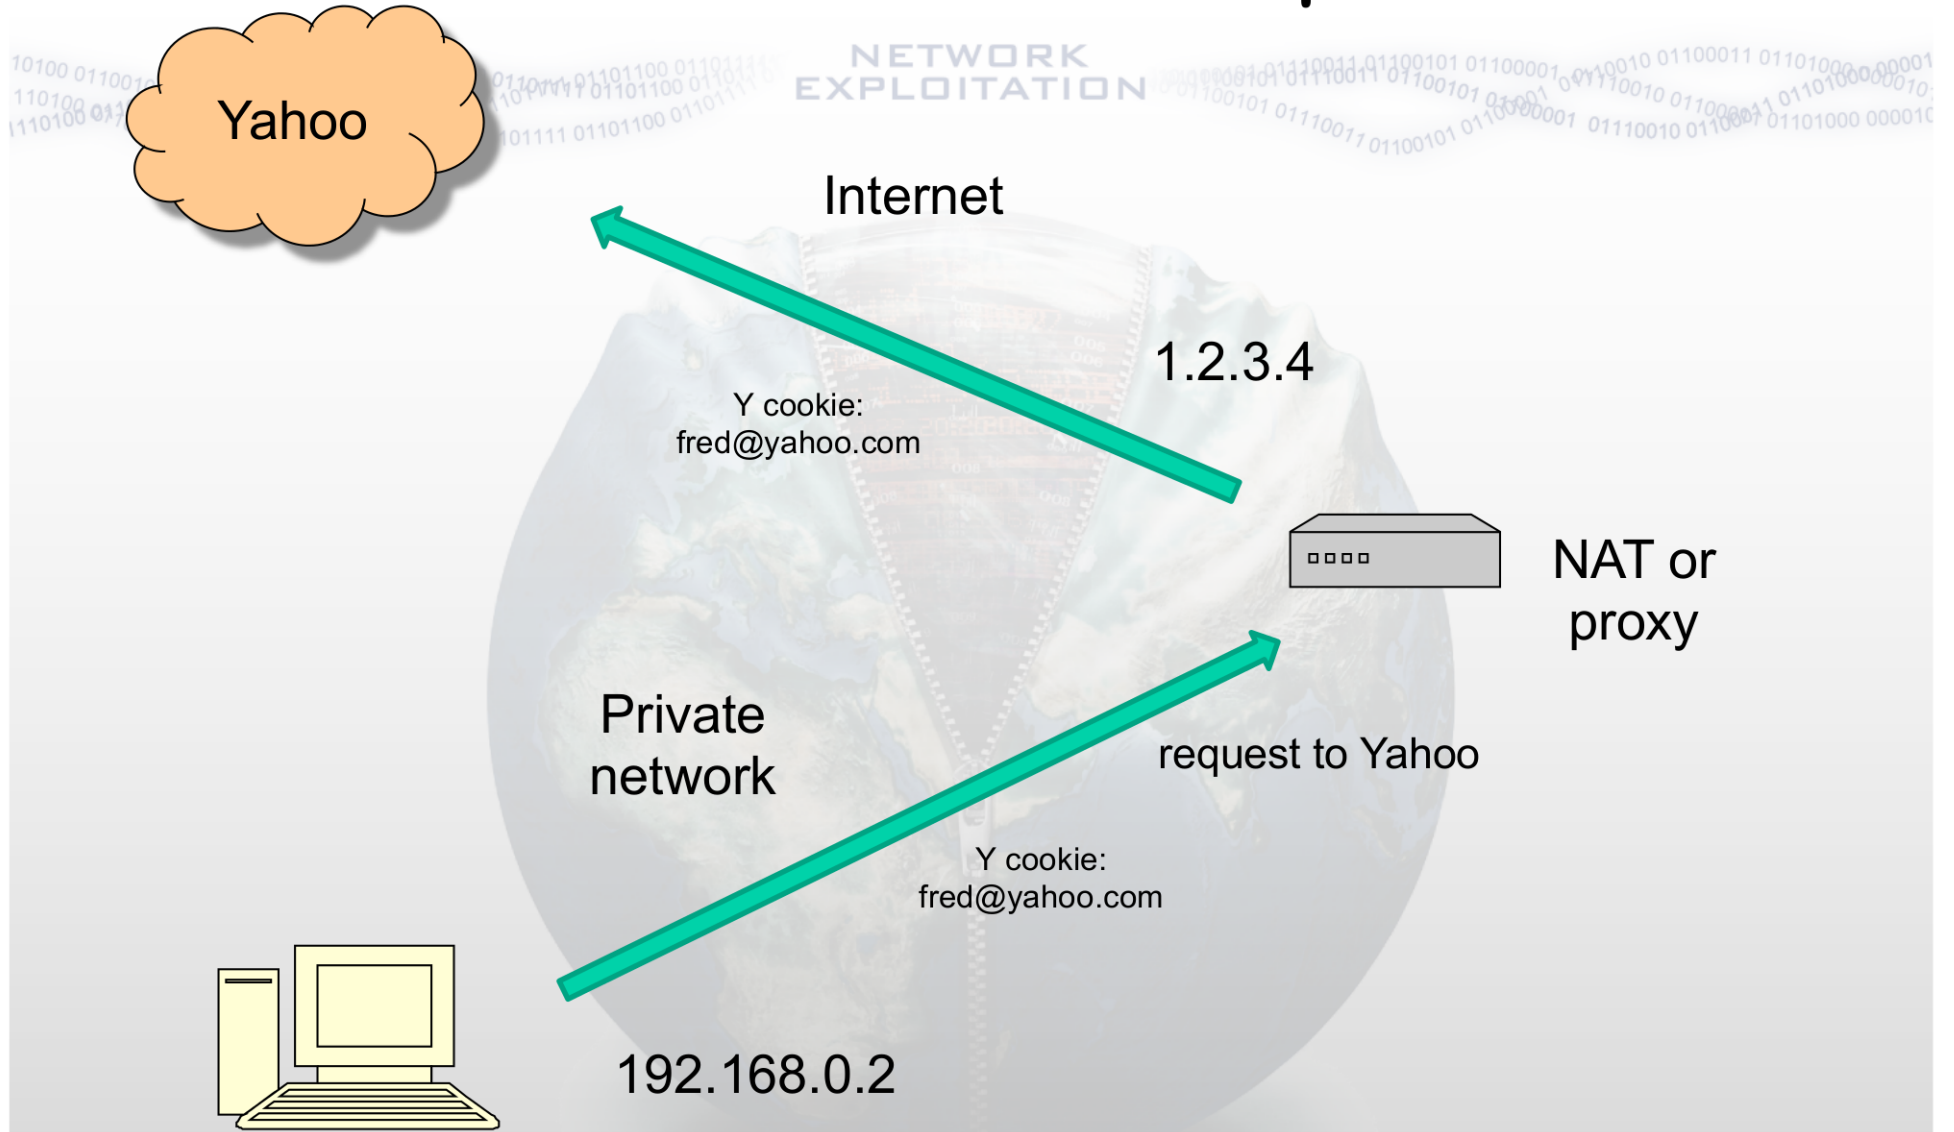 NETWORK
EXPLOITATION
Yahoo
Internet
1.2.3.4
Y cookie:
fred@yahoo.com
NAT or
proxy
Private
network
request to Yahoo
Y cookie:
fred@yahoo.com
192.168.0.2